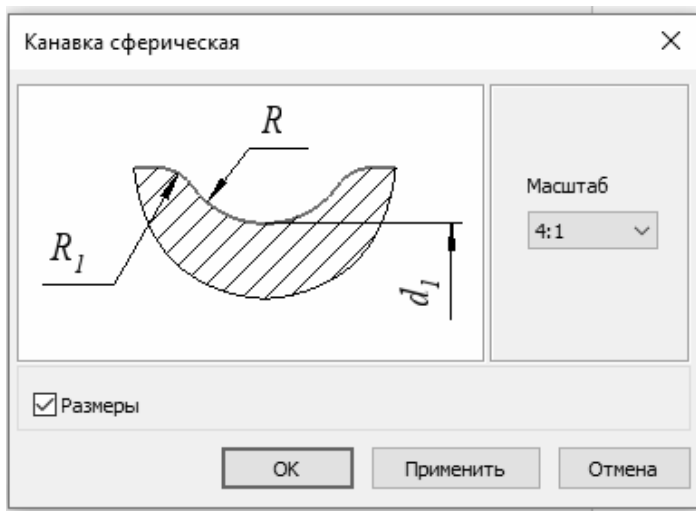 Канавка сферическая
R
R₁
d₁
Масштаб
4:1
Размеры
OK
Применить
Отмена